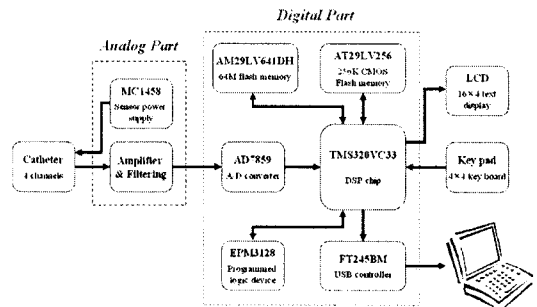 Digital Part
Analog Part
AM29LV641DH
64M flash memory
AT29LV256
256K CMOS
Flash memory
MC1458
Sensor power
supply
LCD
16×4 text
display
Catheter
4 channels
Amplifier
& Filtering
AD7859
A/D converter
TMS320VC33
DSP chip
Key pad
4×4 key board
EPM3128
Programmed
logic device
FT245BM
USB controller